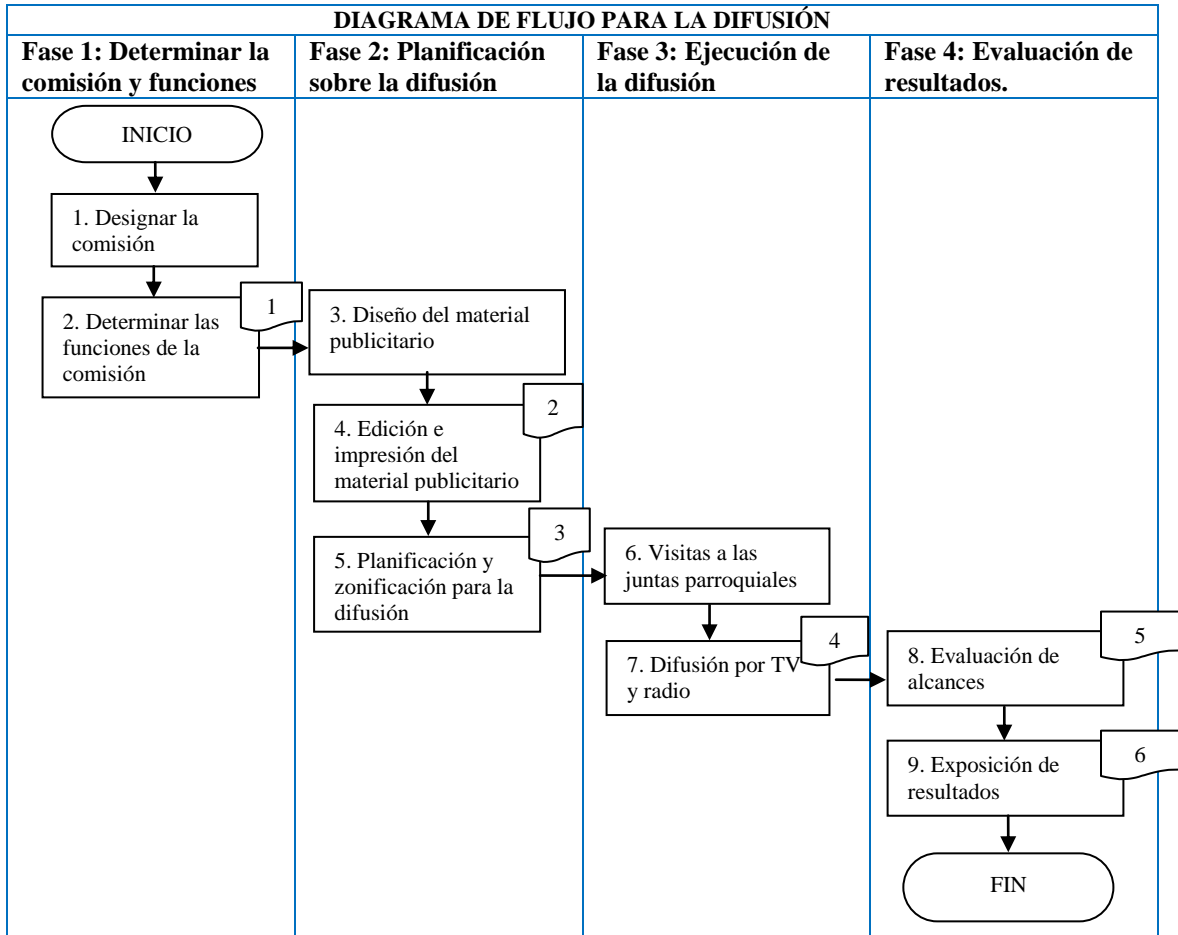 DIAGRAMA DE FLUJO PARA LA DIFUSIÓN
Fase 1: Determinar la
comisión y funciones
Fase 2: Planificación
sobre la difusión
Fase 3: Ejecución de
la difusión
Fase 4: Evaluación de
resultados.
INICIO
1. Designar la
comisión
1
2. Determinar las
funciones de la
comisión
3. Diseño del material
publicitario
2
4. Edición e
impresión del
material publicitario
3
5. Planificación y
zonificación para la
difusión
6. Visitas a las
juntas parroquiales
4
7. Difusión por TV
y radio
5
8. Evaluación de
alcances
6
9. Exposición de
resultados
FIN